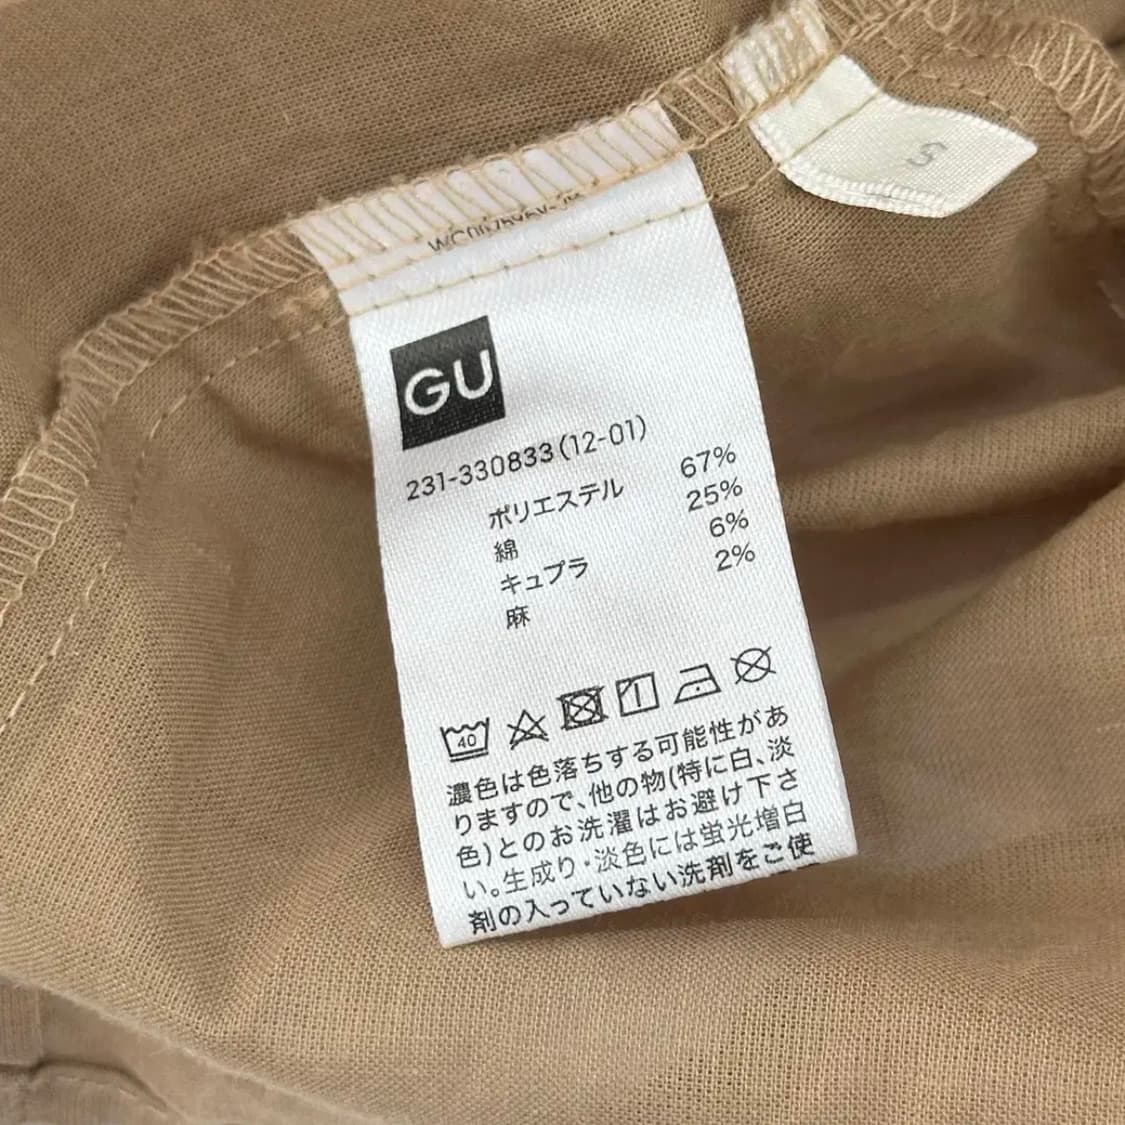 S
GU
231-330833(12-01)
ポリエステル 67%
綿 25%
キュプラ 6%
麻 2%
40
濃色は色落ちする可能性があ
りますので、他の物(特に白、淡
色)とのお洗濯はお避け下さ
い。生成り・淡色には蛍光増白
剤の入っていない洗剤をご使